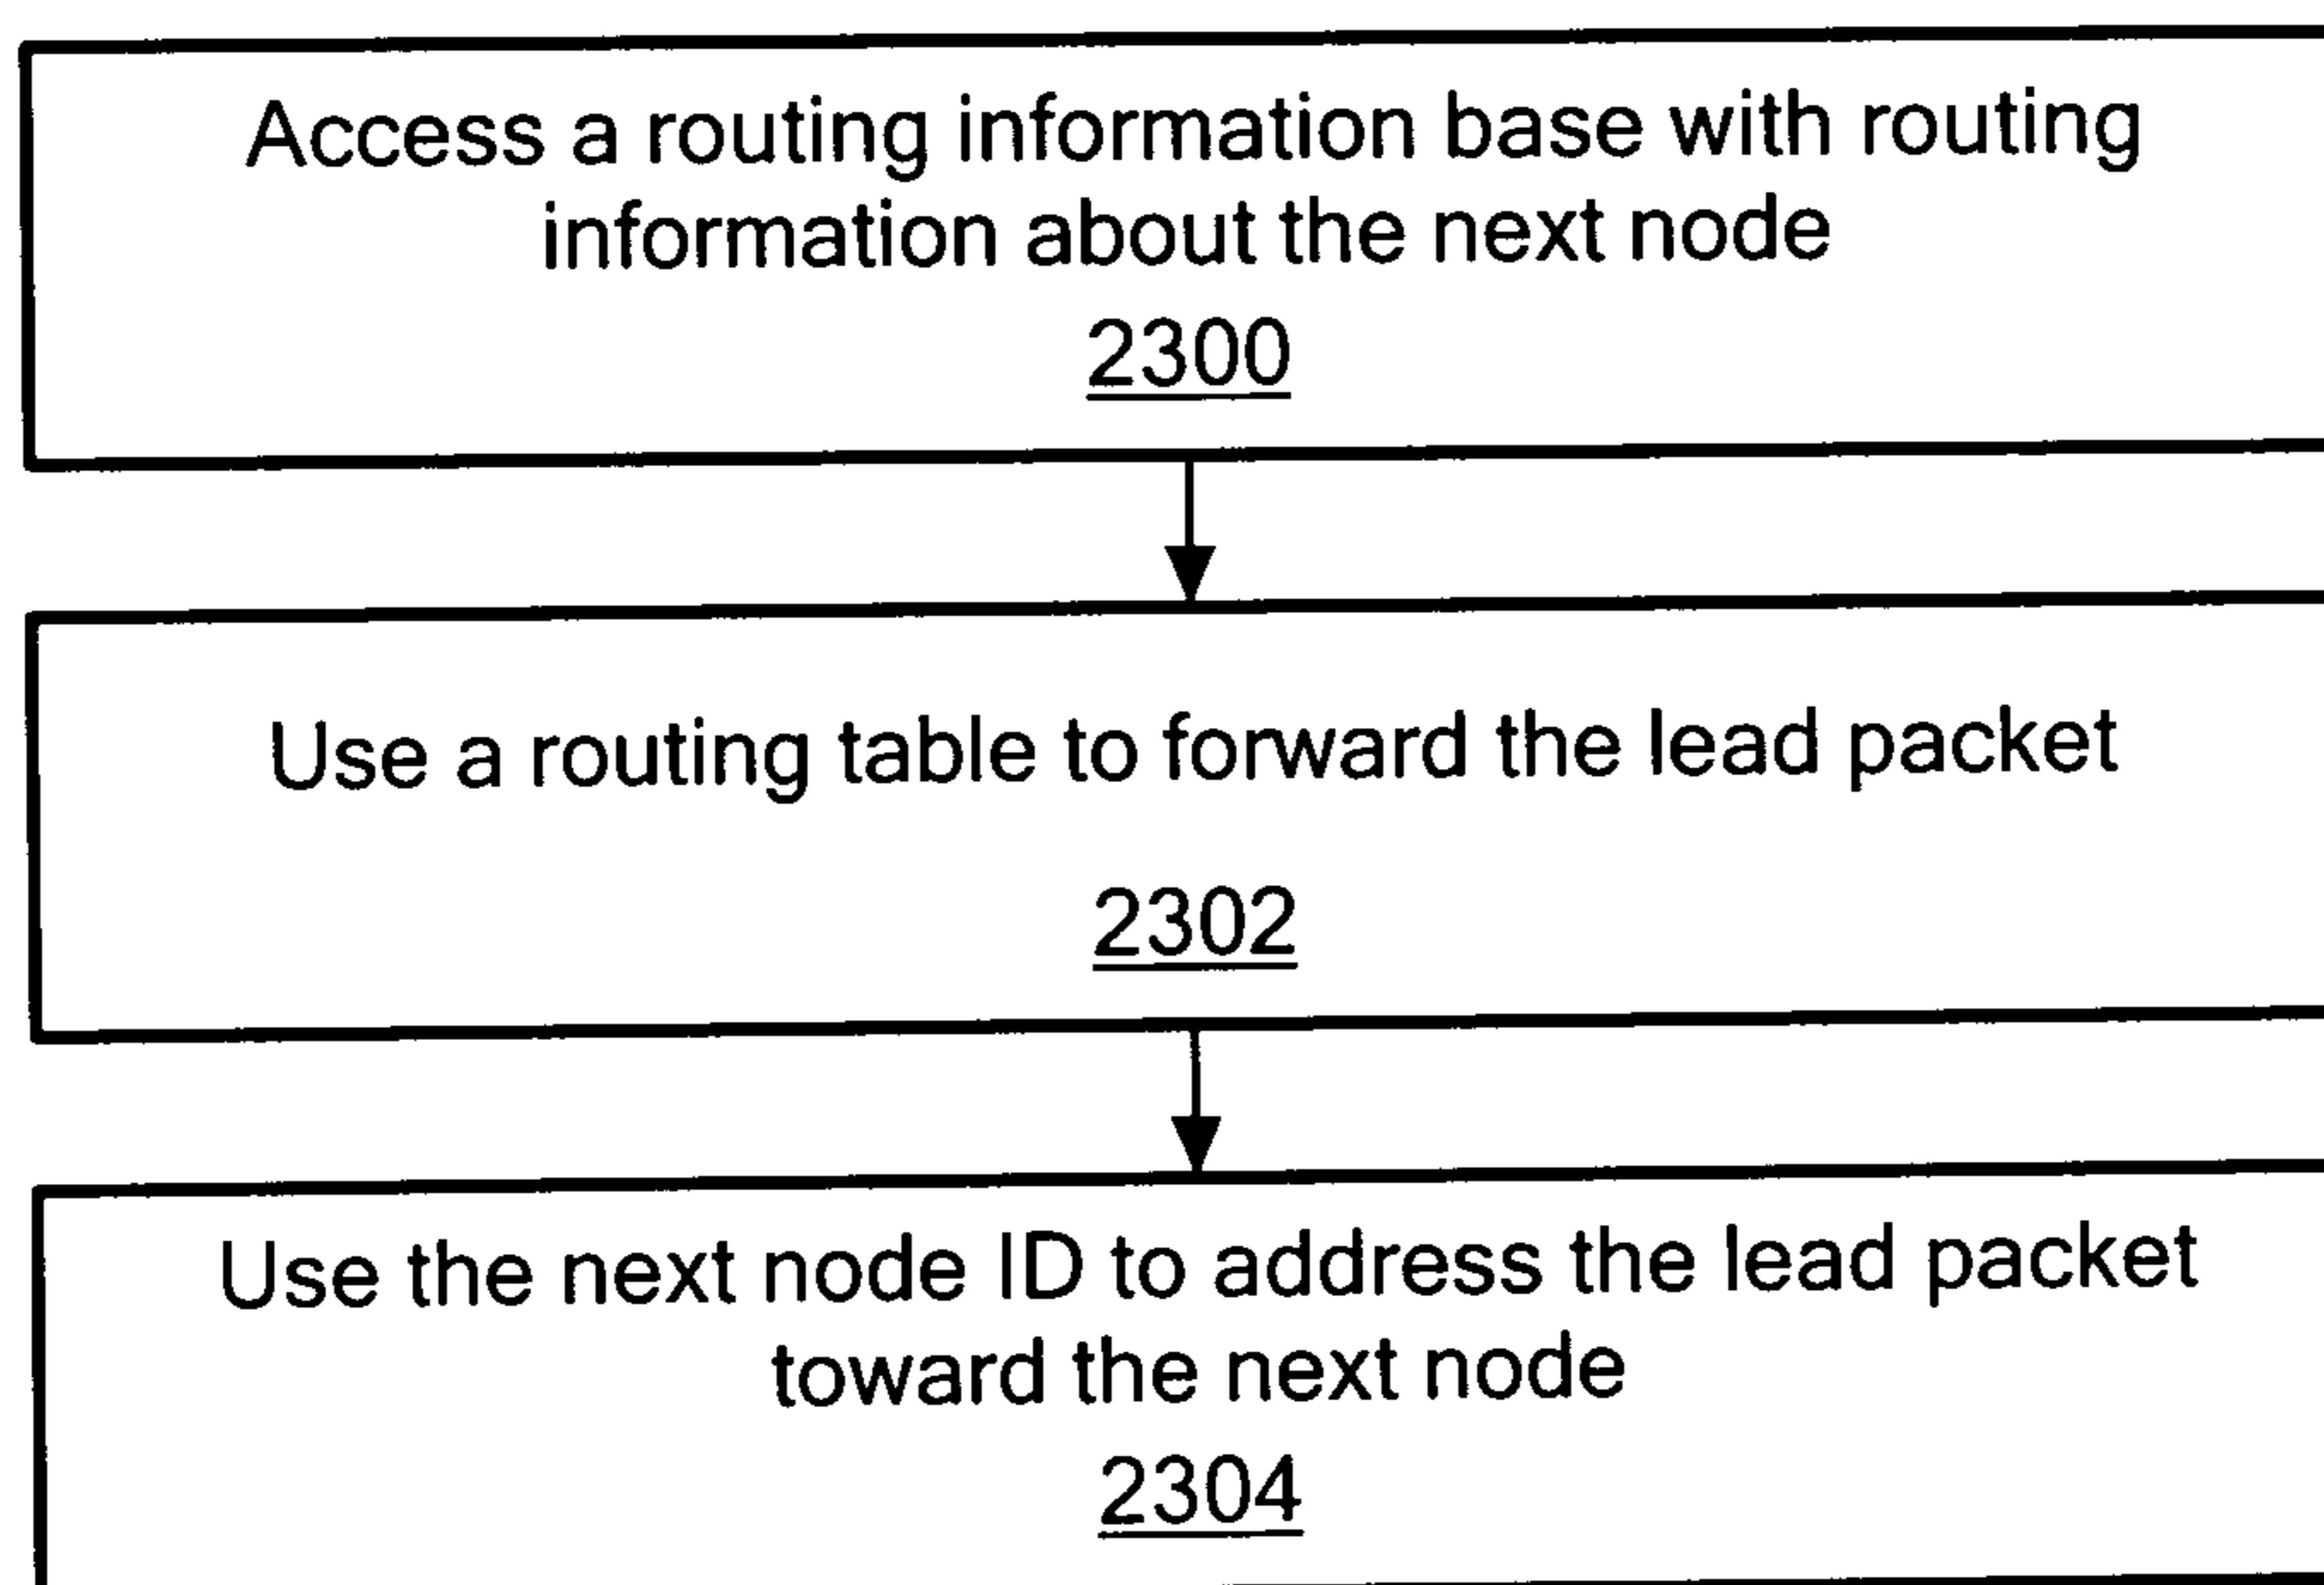 Access a routing information base with routing
information about the next node
2300
Use a routing table to forward the lead packet
2302
Use the next node ID to address the lead packet
toward the next node
2304